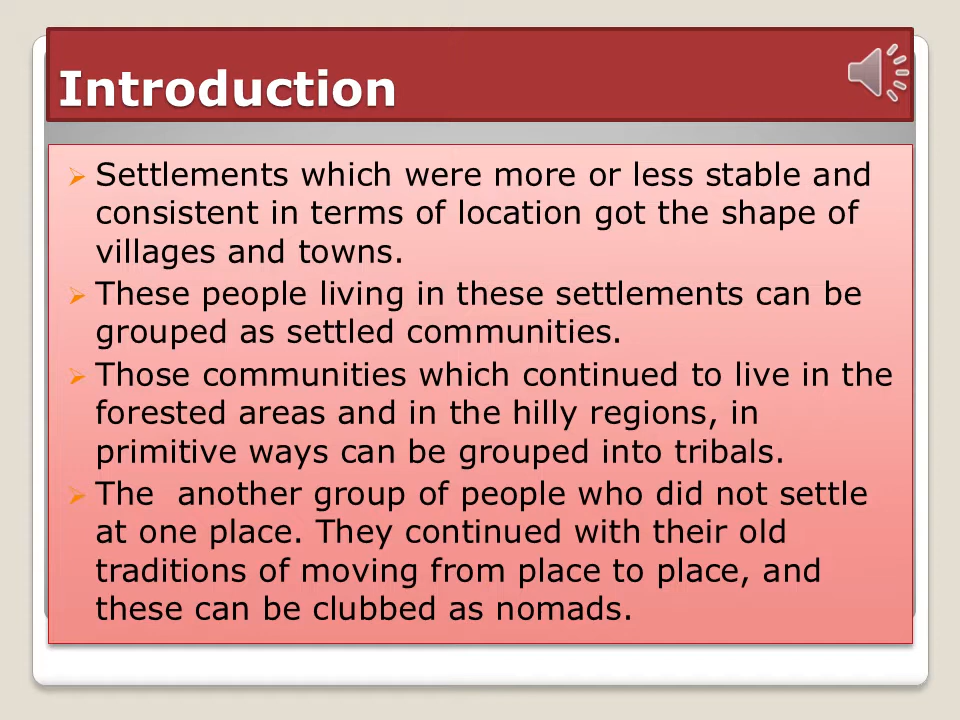 Introduction
Settlements which were more or less stable and
consistent in terms of location got the shape of
villages and towns.
These people living in these settlements can be
grouped as settled communities.
Those communities which continued to live in the
forested areas and in the hilly regions, in
primitive ways can be grouped into tribals.
The  another group of people who did not settle
at one place. They continued with their old
traditions of moving from place to place, and
these can be clubbed as nomads.